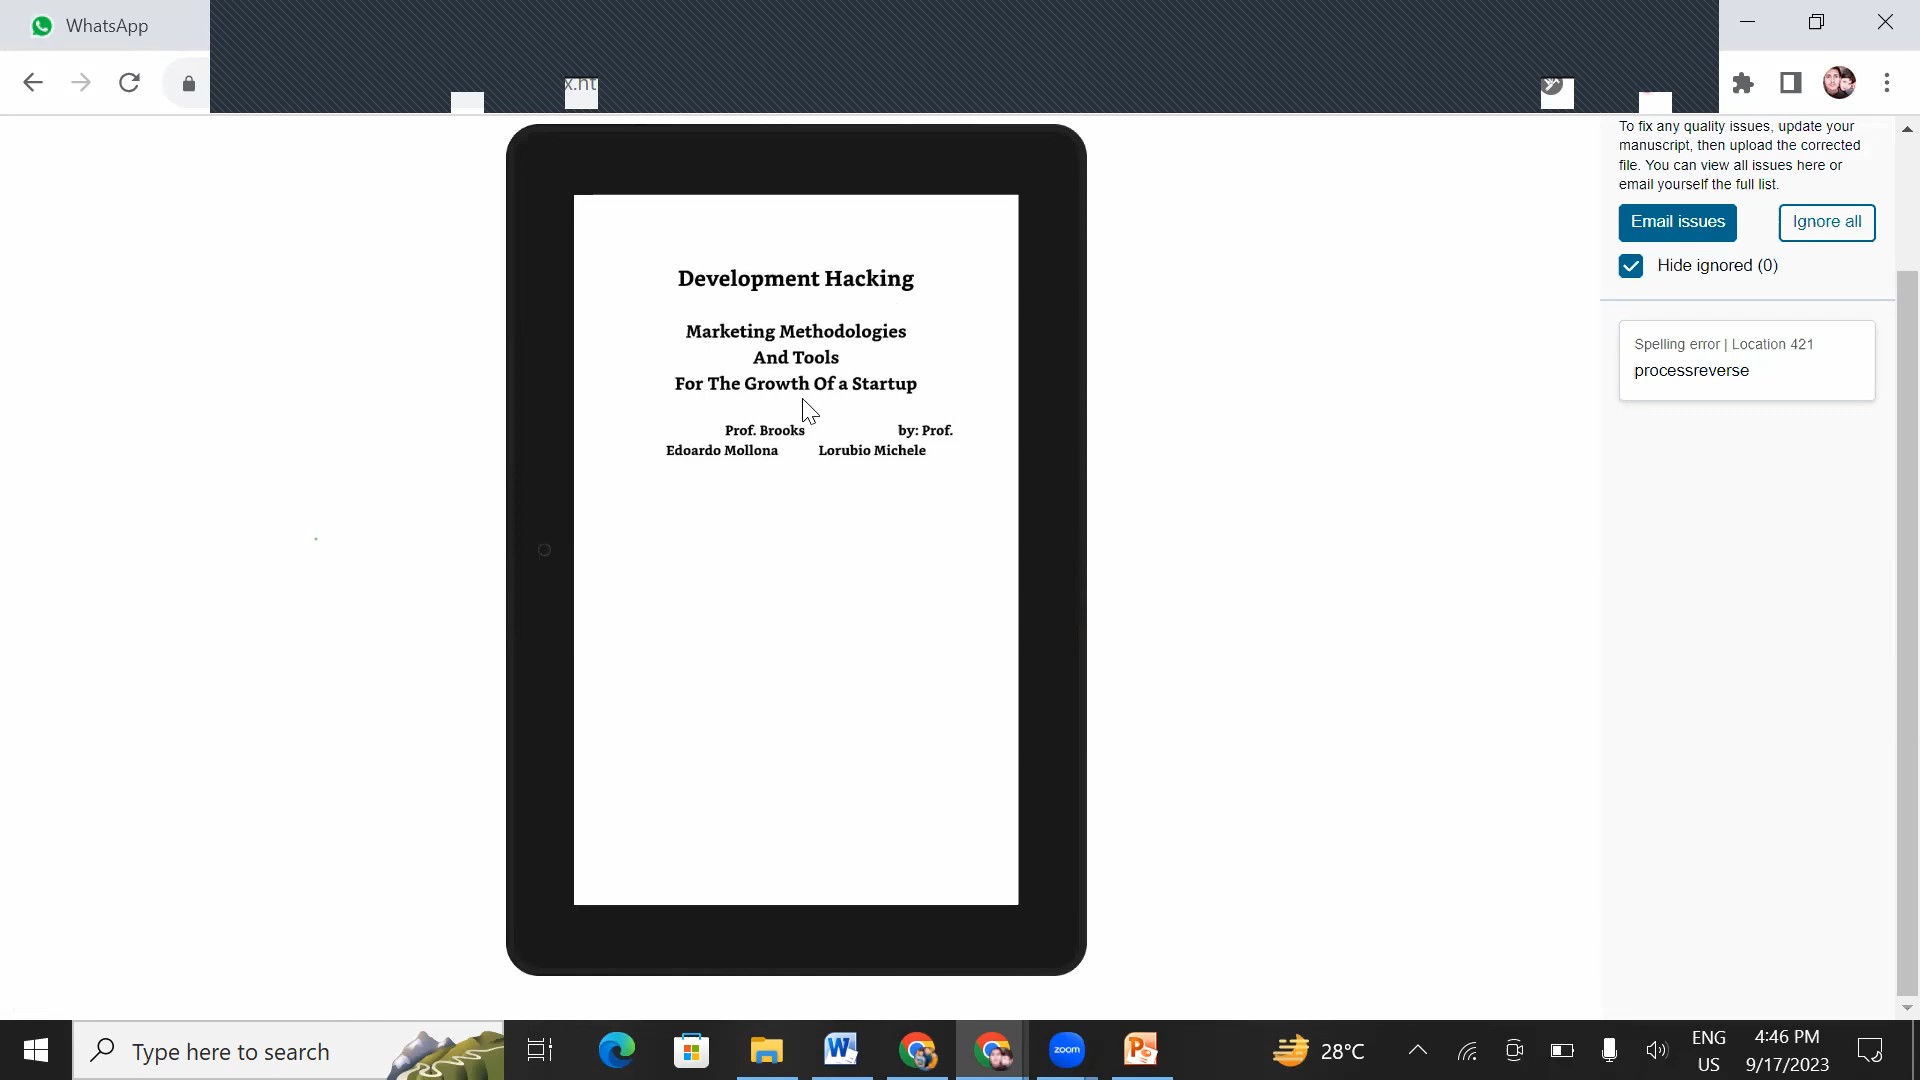 WhatsApp
x.ht
To fix any quality issues, update your
manuscript, then upload the corrected
file. You can view all issues here or
email yourself the full list.
Email issues
Ignore all
Hide ignored (0)
Spelling error | Location 421
processreverse
Development Hacking
Marketing Methodologies
And Tools
For The Growth Of a Startup
Prof. Brooks by: Prof.
Edoardo Mollona Lorubio Michele
Type here to search
W
zoom
P
28°C
ENG
US
4:46 PM
9/17/2023